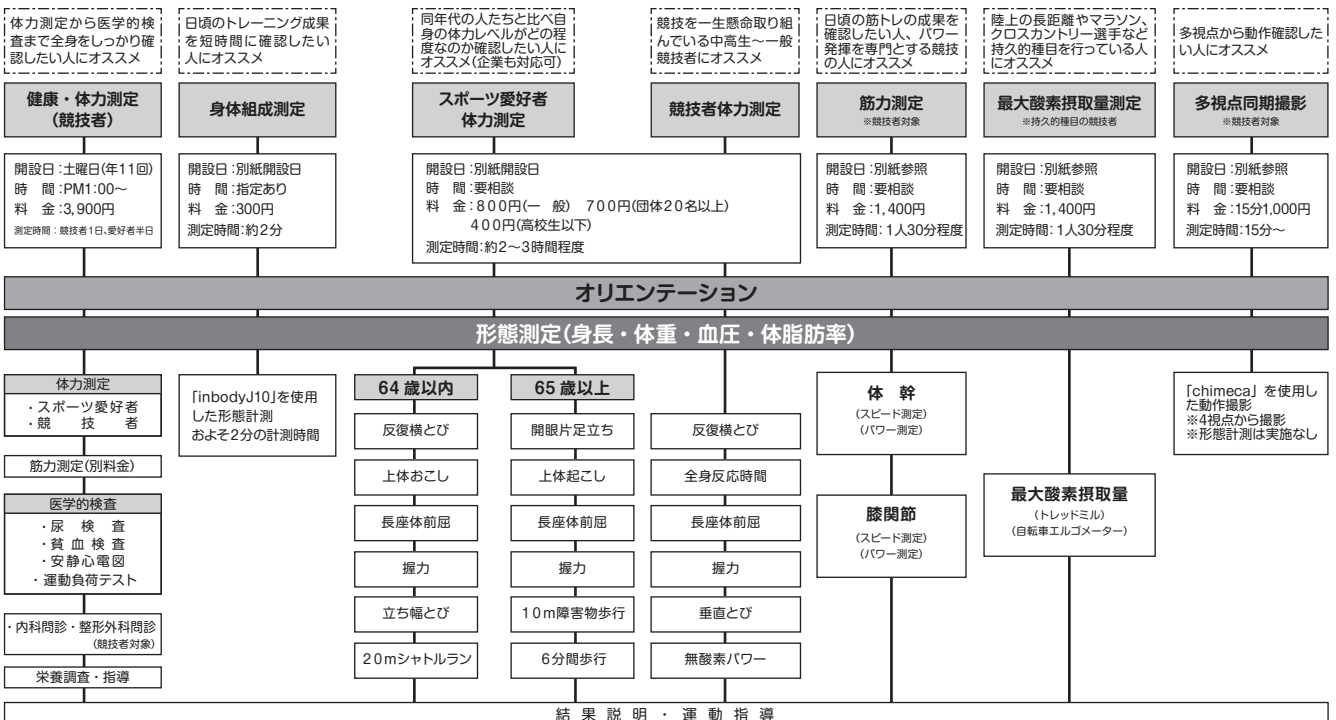 体力測定から医学的検
査まで全身をしっかり確
認したい人にオススメ
日頃のトレーニング成果
を短時間に確認したい
人にオススメ
同年代の人たちと比べ自
身の体力レベルがどの程
度なのか確認したい人に
オススメ(企業も対応可)
競技を一生懸命取り組
んでいる中高生〜一般
競技者にオススメ
日頃の筋トレの成果を
確認したい人、パワー
発揮を専門とする競技
の人にオススメ
陸上の長距離やマラソン、
クロスカントリー選手など
持久的種目を行っている人
にオススメ
多視点から動作確認した
い人にオススメ
健康・体力測定
(競技者)
身体組成測定
スポーツ愛好者
体力測定
競技者体力測定
筋力測定
※競技者対象
最大酸素摂取量測定
※持久的種目の競技者
多視点同期撮影
※競技者対象
開設日:土曜日(年11回)
時 間:PM1:00〜
料 金:3,900円
測定時間:競技者1日、愛好者半日
開設日:別紙開設日
時 間:指定あり
料 金:300円
測定時間:約2分
開設日:別紙開設日
時 間:要相談
料 金:800円(一 般) 700円(団体20名以上)
400円(高校生以下)
測定時間:約2〜3時間程度
開設日:別紙参照
時 間:要相談
料 金:1,400円
測定時間:1人30分程度
開設日:別紙参照
時 間:要相談
料 金:1,400円
測定時間:1人30分程度
開設日:別紙参照
時 間:要相談
料 金:15分1,000円
測定時間:15分〜
オリエンテーション
形態測定(身長・体重・血圧・体脂肪率)
体力測定
・スポーツ愛好者
・競 技 者
筋力測定(別料金)
医学的検査
・尿 検 査
・貧 血 検 査
・安静心電図
・運動負荷テスト
・内科問診・整形外科問診
(競技者対象)
栄養調査・指導
「inbodyJ10」を使用
した形態計測
およそ2分の計測時間
64歳以内
反復横とび
上体おこし
長座体前屈
握力
立ち幅とび
20mシャトルラン
65歳以上
開眼片足立ち
上体起こし
長座体前屈
握力
10m障害物歩行
6分間歩行
反復横とび
全身反応時間
長座体前屈
握力
垂直とび
無酸素パワー
体 幹
(スピード測定)
(パワー測定)
膝関節
(スピード測定)
(パワー測定)
最大酸素摂取量
(トレッドミル)
(自転車エルゴメーター)
「chimeca」を使用し
た動作撮影
※4視点から撮影
※形態計測は実施なし
結 果 説 明 ・ 運 動 指 導